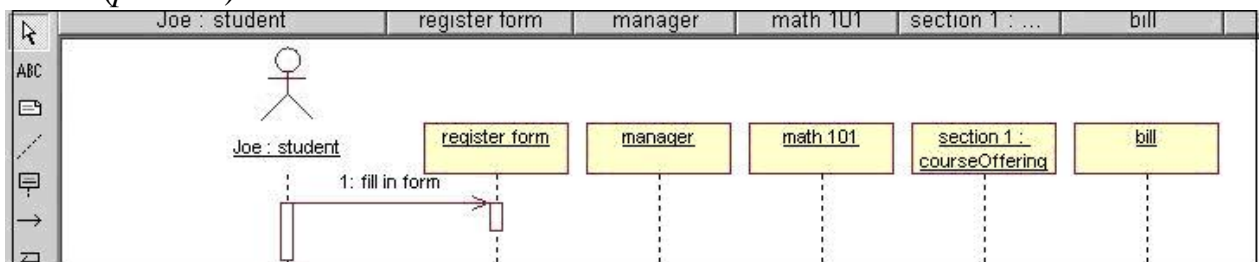 Joe : student register form manager math 101 section 1 : ... bill
ABC
Joe : student
register form
manager
math 101
section 1 :
courseOffering
bill
1: fill in form